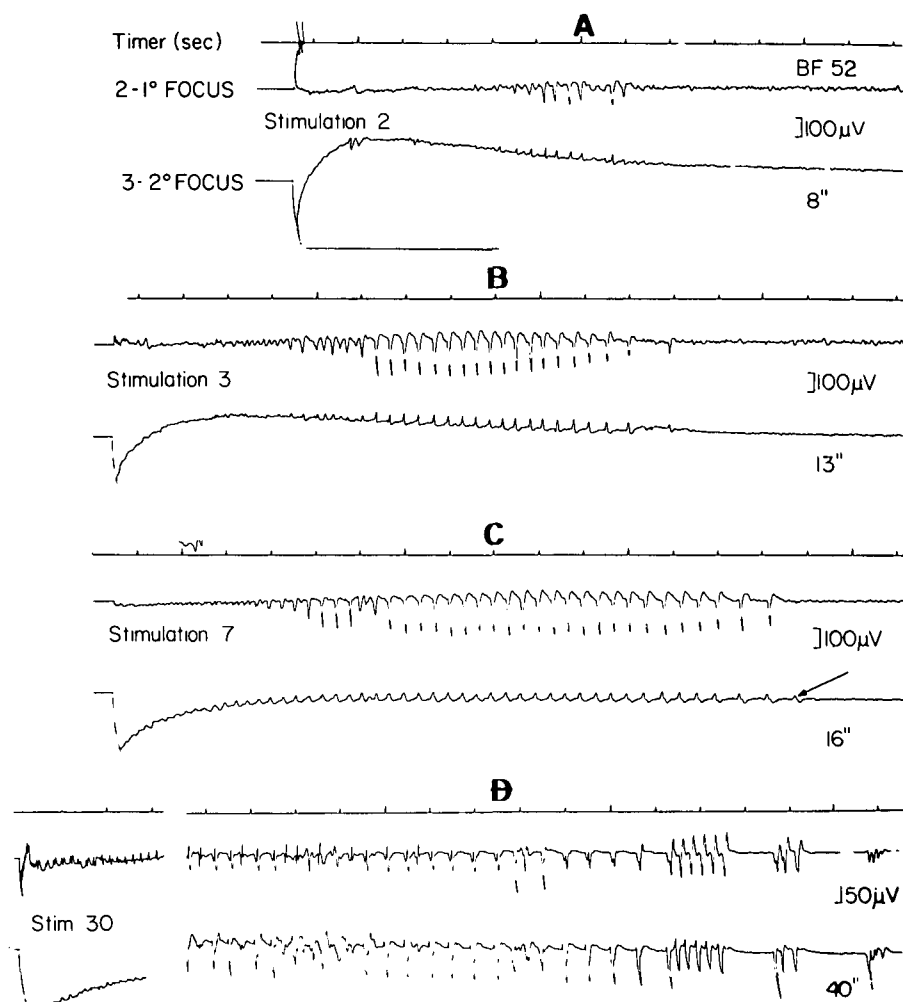 A
Timer (sec)
BF 52
2-1° FOCUS
]100µV
Stimulation 2
3-2° FOCUS
8"
B
Stimulation 3
]100µV
13"
C
Stimulation 7
]100µV
16"
D
]50µV
Stim 30
40"